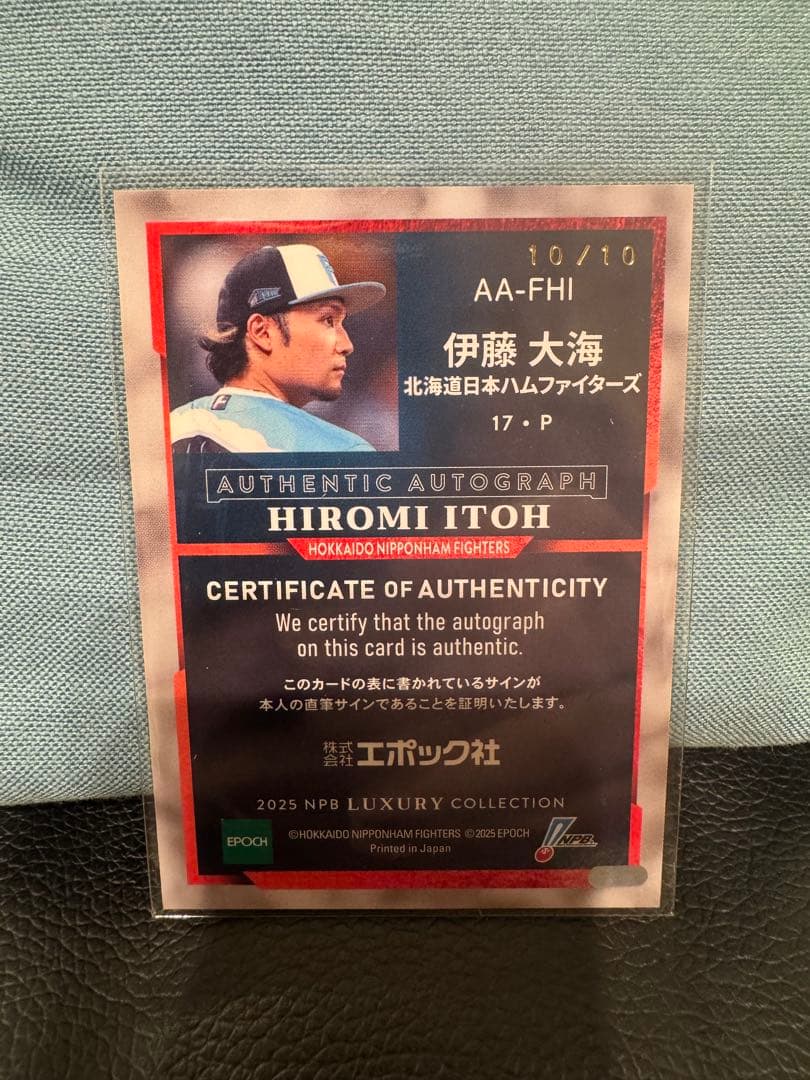 10/10
AA-FHI
伊藤 大海
北海道日本ハムファイターズ
17・P
AUTHENTIC AUTOGRAPH
HIROMI ITOH
HOKKAIDO NIPPONHAM FIGHTERS
CERTIFICATE OF AUTHENTICITY
We certify that the autograph
on this card is authentic.
このカードの表に書かれているサインが
本人の直筆サインであることを証明いたします。
株式会社エポック社
2025 NPB LUXURY COLLECTION
EPOCH
©HOKKAIDO NIPPONHAM FIGHTERS ©2025 EPOCH
Printed in Japan
NPB